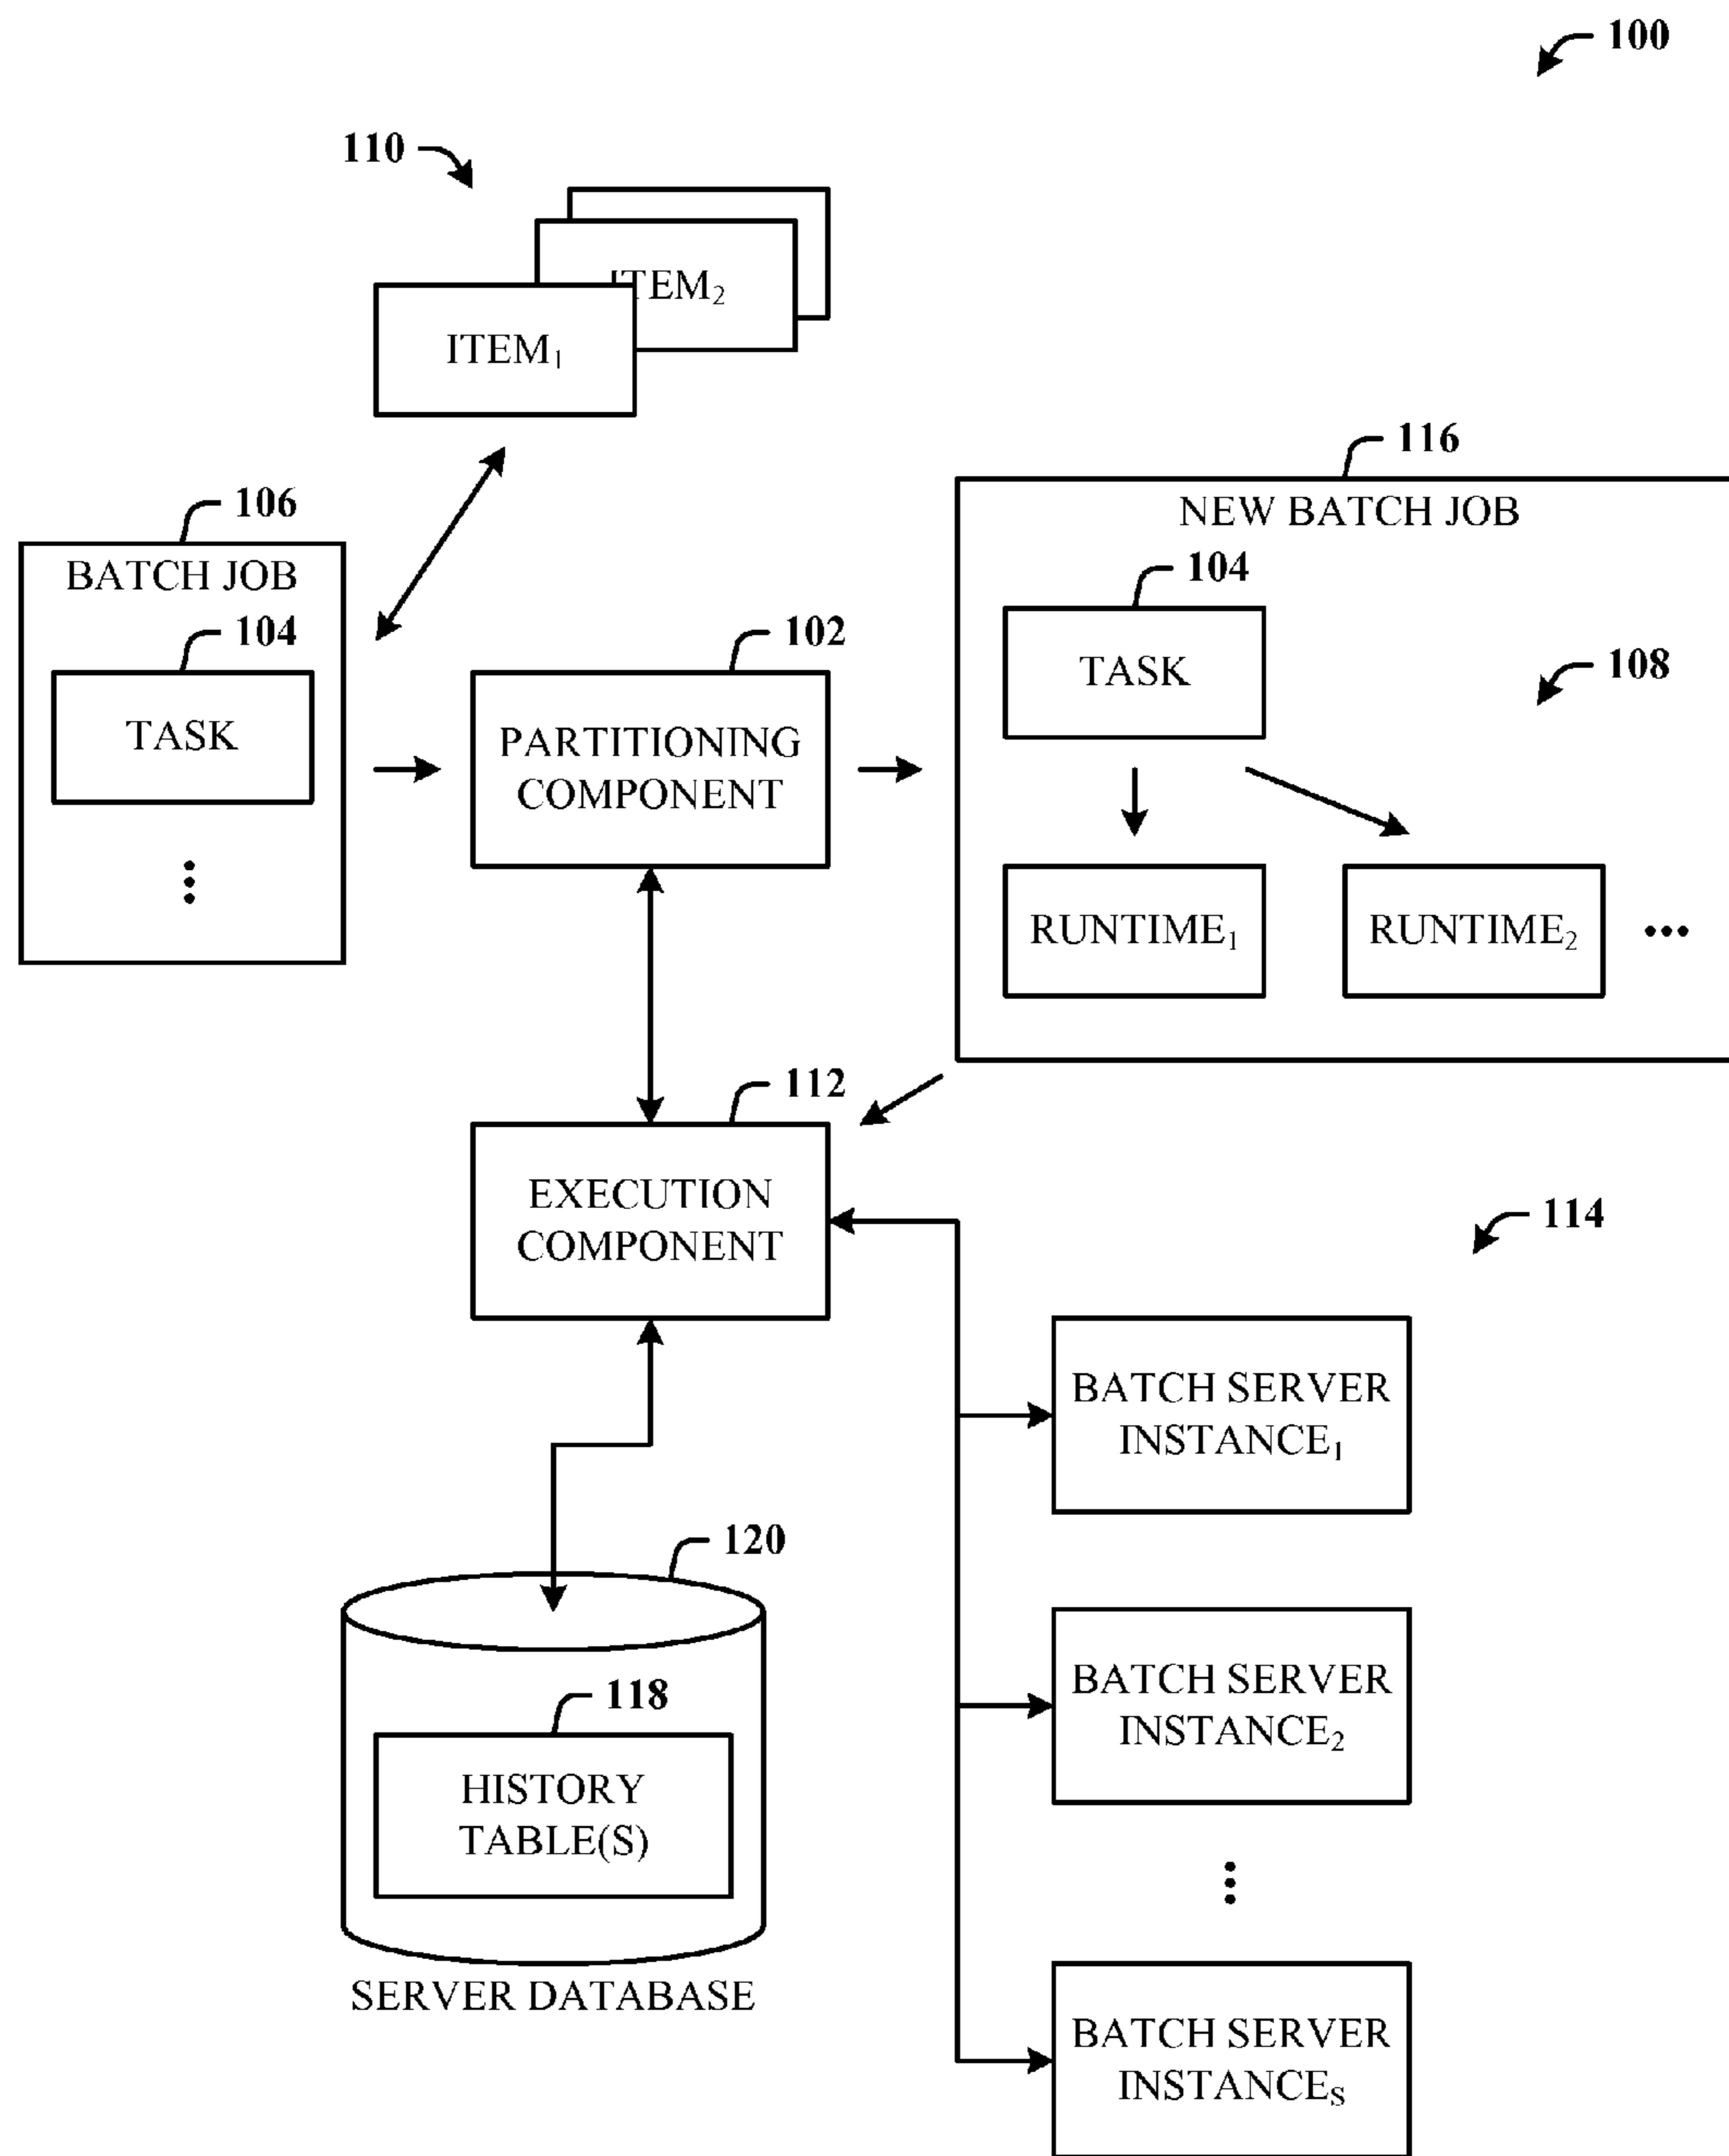 100
110
ITEM₂
ITEM₁
116
NEW BATCH JOB
106
BATCH JOB
104
TASK
104
TASK
102
PARTITIONING
COMPONENT
108
RUNTIME₁
RUNTIME₂
112
EXECUTION
COMPONENT
114
BATCH SERVER
INSTANCE₁
120
118
HISTORY
TABLE(S)
SERVER DATABASE
BATCH SERVER
INSTANCE₂
BATCH SERVER
INSTANCEₛ